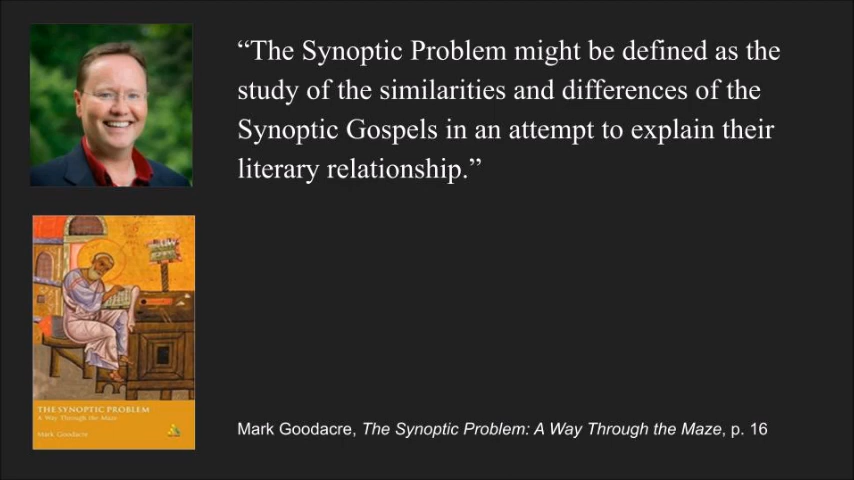 “The Synoptic Problem might be defined as the
study of the similarities and differences of the
Synoptic Gospels in an attempt to explain their
literary relationship.”
THE SYNOPTIC PROBLEM
A Way Through the Maze
Mark Goodacre
Mark Goodacre, The Synoptic Problem: A Way Through the Maze, p. 16